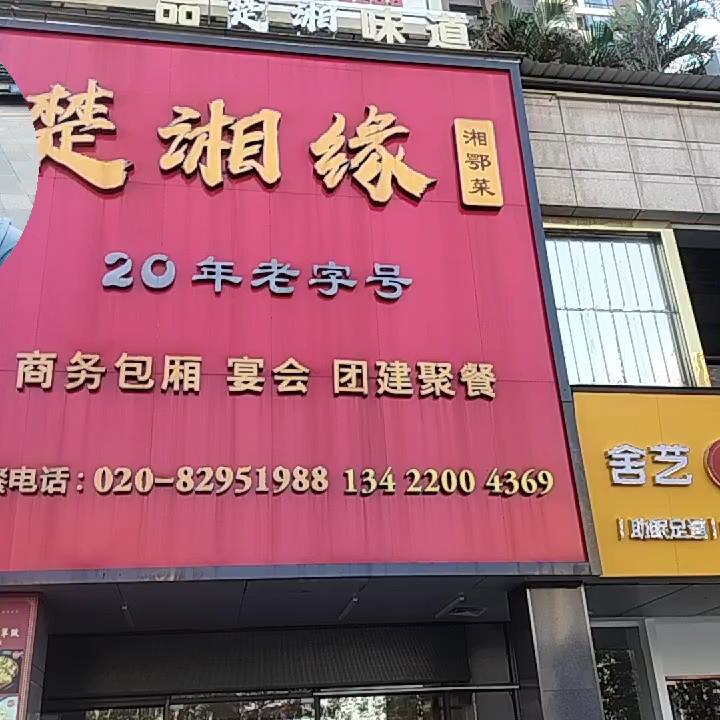 品楚湘味道
楚湘缘
湘鄂菜
20年老字号
商务包厢 宴会 团建聚餐
餐电话：020-82951988 134 2200 4369
舍艺
助眠足道